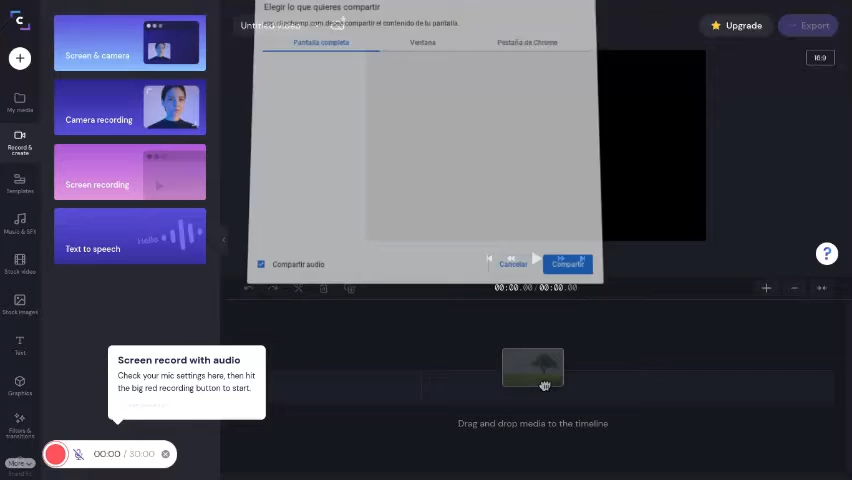 Elegir lo que quieres compartir
Untitled video
Upgrade
Export
Pantalla completa
Ventana
Pestaña de Chrome
16:9
Screen & camera
Camera recording
Screen recording
Hello
Text to speech
My media
Record &
create
Templates
Music & SFX
Stock video
Stock images
Text
Graphics
Filters &
transitions
More
Brand kit
Compartir audio
Cancelar
Compartir
?
00:00.00 / 00:00.00
Screen record with audio
Check your mic settings here, then hit
the big red recording button to start.
00:00 / 30:00
Drag and drop media to the timeline